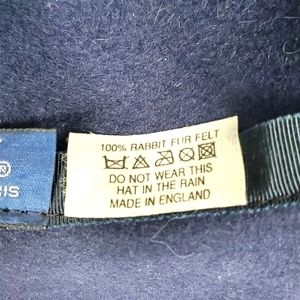 100% RABBIT FUR FELT
DO NOT WEAR THIS
HAT IN THE RAIN
MADE IN ENGLAND
®